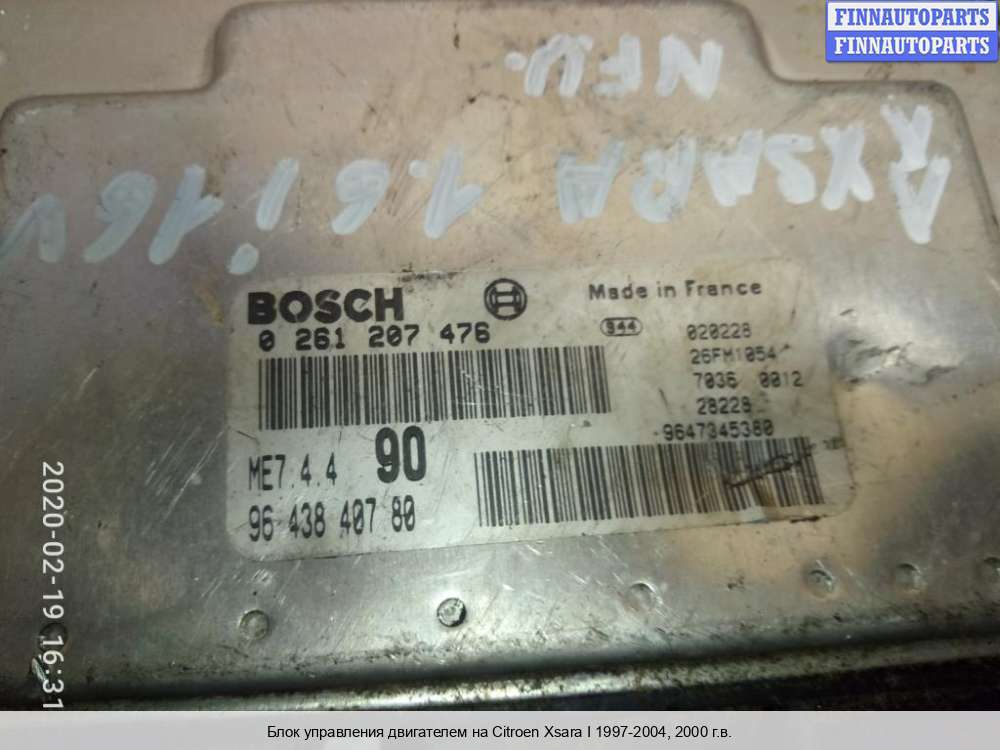 FINNAUTOPARTS
FINNAUTOPARTS
NFU.
XSARA 1.6i 16V
BOSCH
Made in France
0 261 207 476
944
020228
26FM1054
7036 0012
28228
9647345380
ME7.4.4 90
96 438 407 80
2020-02-19 16:31
Блок управления двигателем на Citroen Xsara I 1997-2004, 2000 г.в.